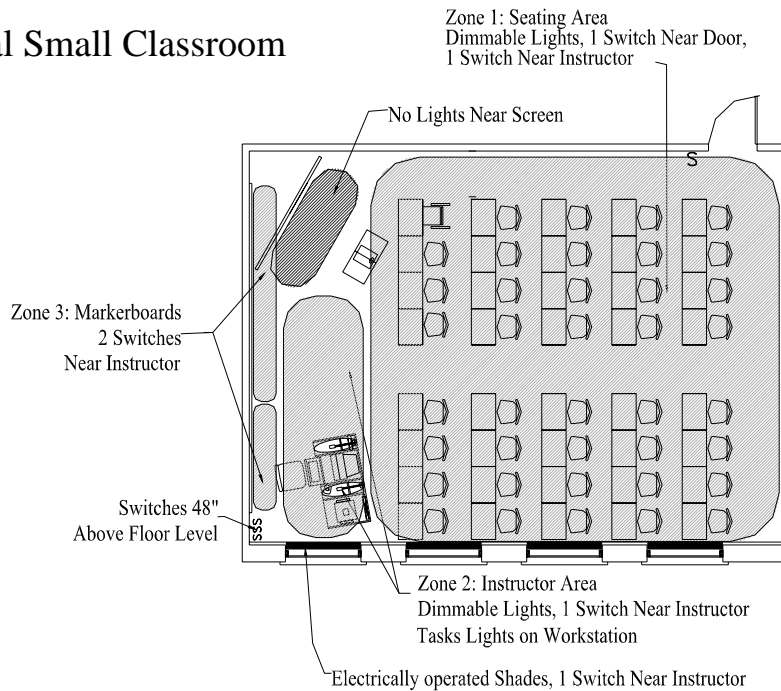 al Small Classroom
Zone 1: Seating Area
Dimmable Lights, 1 Switch Near Door,
1 Switch Near Instructor
No Lights Near Screen
S
Zone 3: Markerboards
2 Switches
Near Instructor
Switches 48"
Above Floor Level
SSS
Zone 2: Instructor Area
Dimmable Lights, 1 Switch Near Instructor
Tasks Lights on Workstation
Electrically operated Shades, 1 Switch Near Instructor